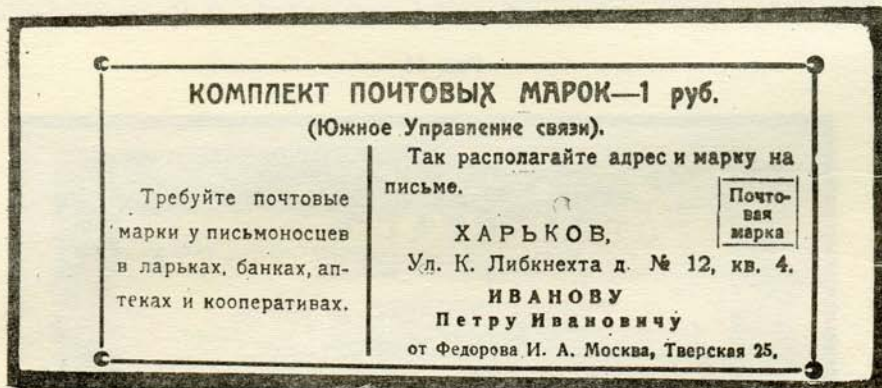 КОМПЛЕКТ ПОЧТОВЫХ МАРОК—1 руб.
(Южное Управление связи).
Требуйте почтовые
марки у письмоносцев
в ларьках, банках, ап-
теках и кооперативах.
Так располагайте адрес и марку на
письме.
Почто-
вая
марка
ХАРЬКОВ,
Ул. К. Либкнехта д. № 12, кв. 4.
ИВАНОВУ
Петру Ивановичу
от Федорова И. А. Москва, Тверская 25.